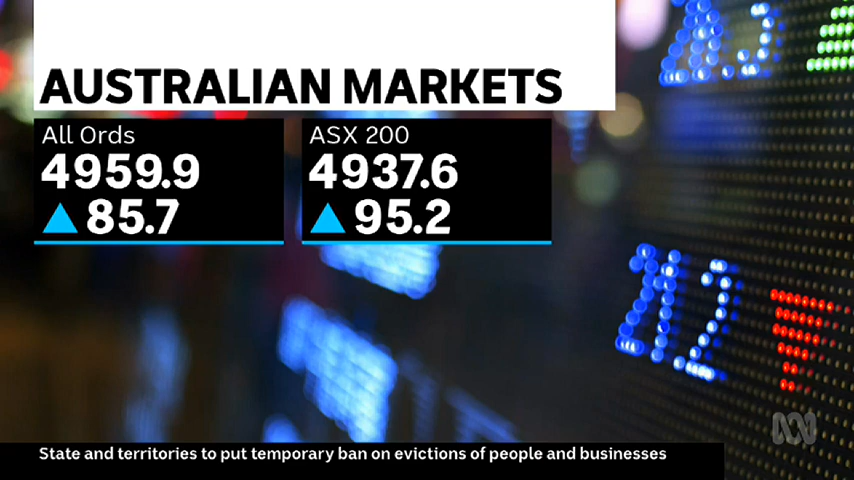 AUSTRALIAN MARKETS
All Ords
4959.9
▲ 85.7
ASX 200
4937.6
▲ 95.2
212
State and territories to put temporary ban on evictions of people and businesses